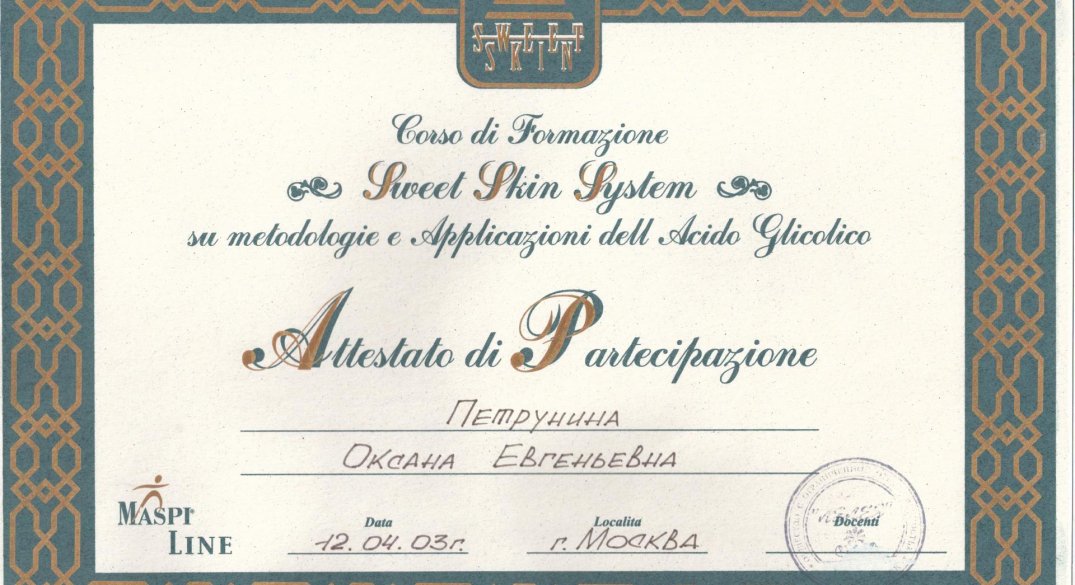 SWEET
SKIN
Corso di Formazione
Sweet Skin System
su metodologie e Applicazioni dell Acido Glicolico
Attestato di Partecipazione
Петрунина
Оксана Евгеньевна
MASPI
LINE
Data
12.04.03г.
Localita
г. Москва
Docenti